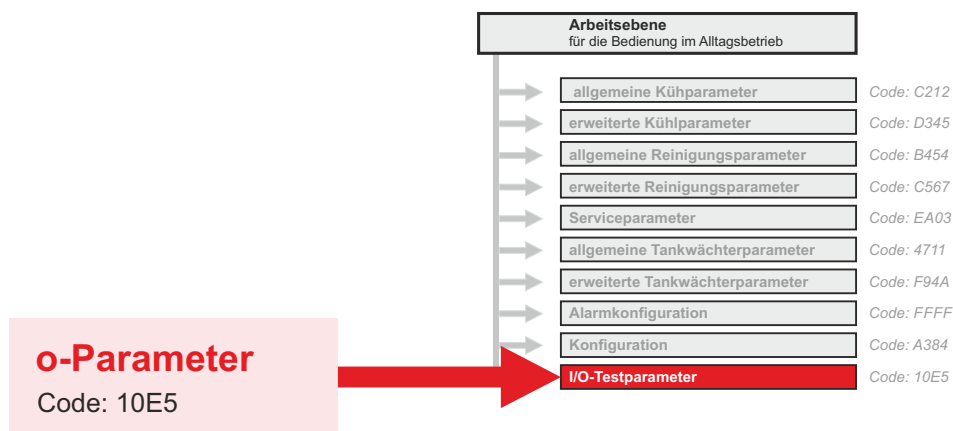 Arbeitsebene
für die Bedienung im Alltagsbetrieb
allgemeine Kühparameter Code: C212
erweiterte Kühlparameter Code: D345
allgemeine Reinigungsparameter Code: B454
erweiterte Reinigungsparameter Code: C567
Serviceparameter Code: EA03
allgemeine Tankwächterparameter Code: 4711
erweiterte Tankwächterparameter Code: F94A
Alarmkonfiguration Code: FFFF
Konfiguration Code: A384
I/O-Testparameter Code: 10E5
o-Parameter
Code: 10E5